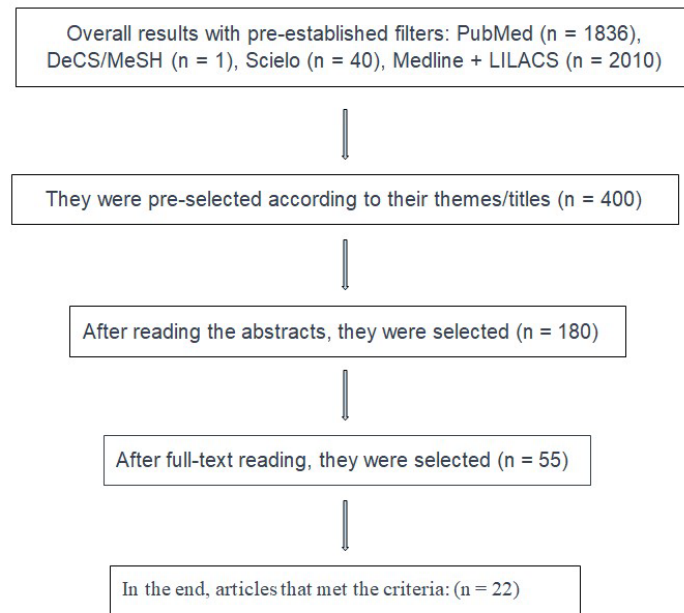 Overall results with pre-established filters: PubMed (n = 1836),
DeCS/MeSH (n = 1), Scielo (n = 40), Medline + LILACS (n = 2010)
They were pre-selected according to their themes/titles (n = 400)
After reading the abstracts, they were selected (n = 180)
After full-text reading, they were selected (n = 55)
In the end, articles that met the criteria: (n = 22)